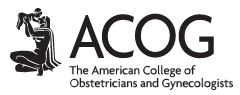 ACOG
The American College of
Obstetricians and Gynecologists